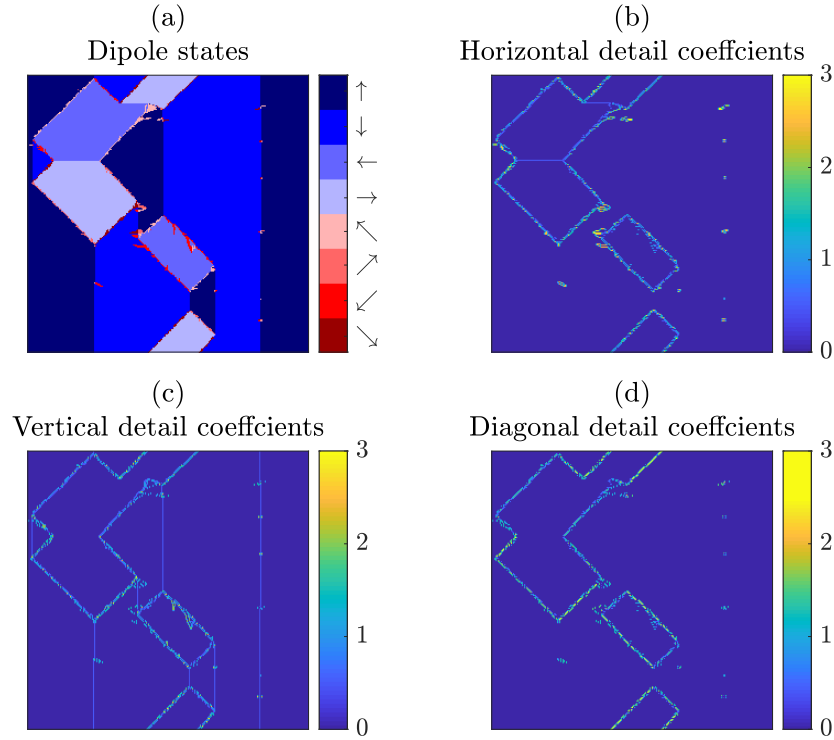 (a)
Dipole states
↑
↓
←
→
↖
↗
↙
↘
(b)
Horizontal detail coeffcients
3
2
1
0
(c)
Vertical detail coeffcients
3
2
1
0
(d)
Diagonal detail coeffcients
3
2
1
0